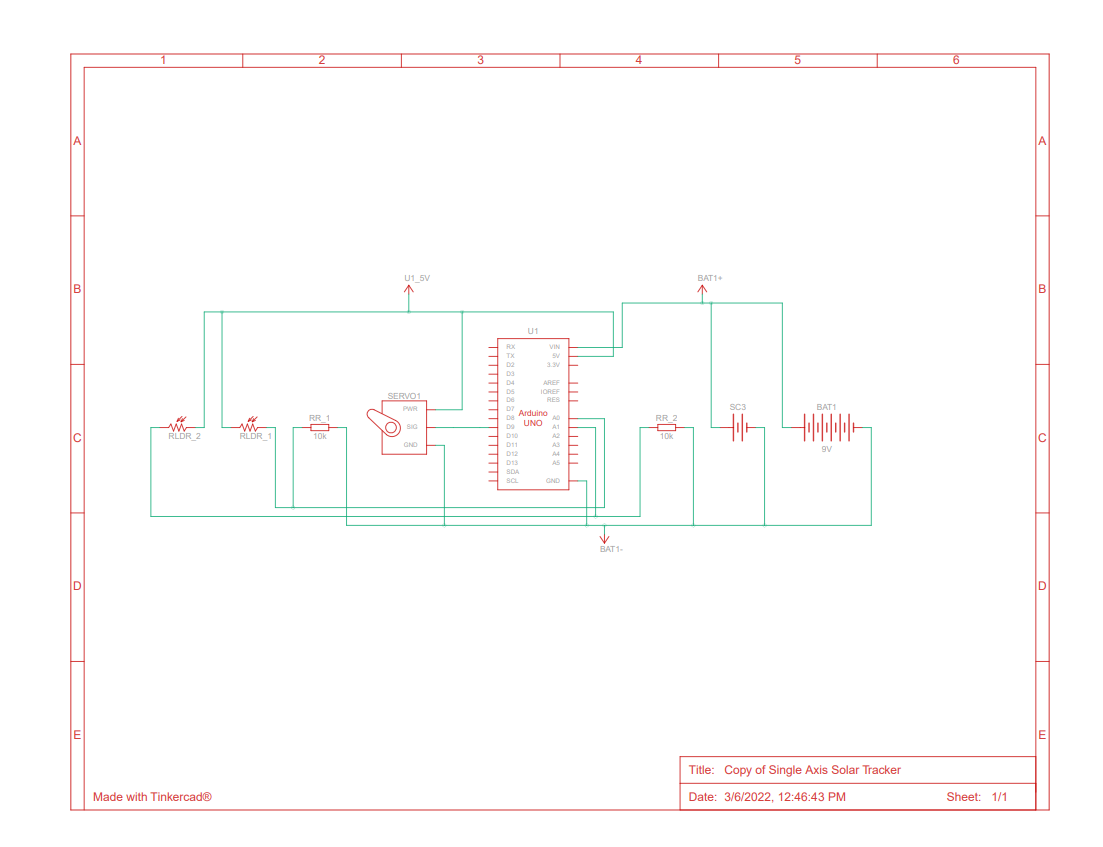 1 2 3 4 5 6
A A
U1_5V BAT1+
B B
U1
RX VIN
TX 5V
D2 3.3V
D3
D4 AREF
D5 IOREF
D6 RES
D7
D8 A0
D9 A1
D10 A2
D11 A3
D12 A4
D13 A5
SDA
SCL GND
Arduino
UNO
SERVO1
PWR
SIG
GND
RLDR_2
RLDR_1
RR_1
10k
RR_2
10k
SC3
BAT1
9V
C C
BAT1-
D D
E E
Title: Copy of Single Axis Solar Tracker
Made with Tinkercad®
Date: 3/6/2022, 12:46:43 PM Sheet: 1/1